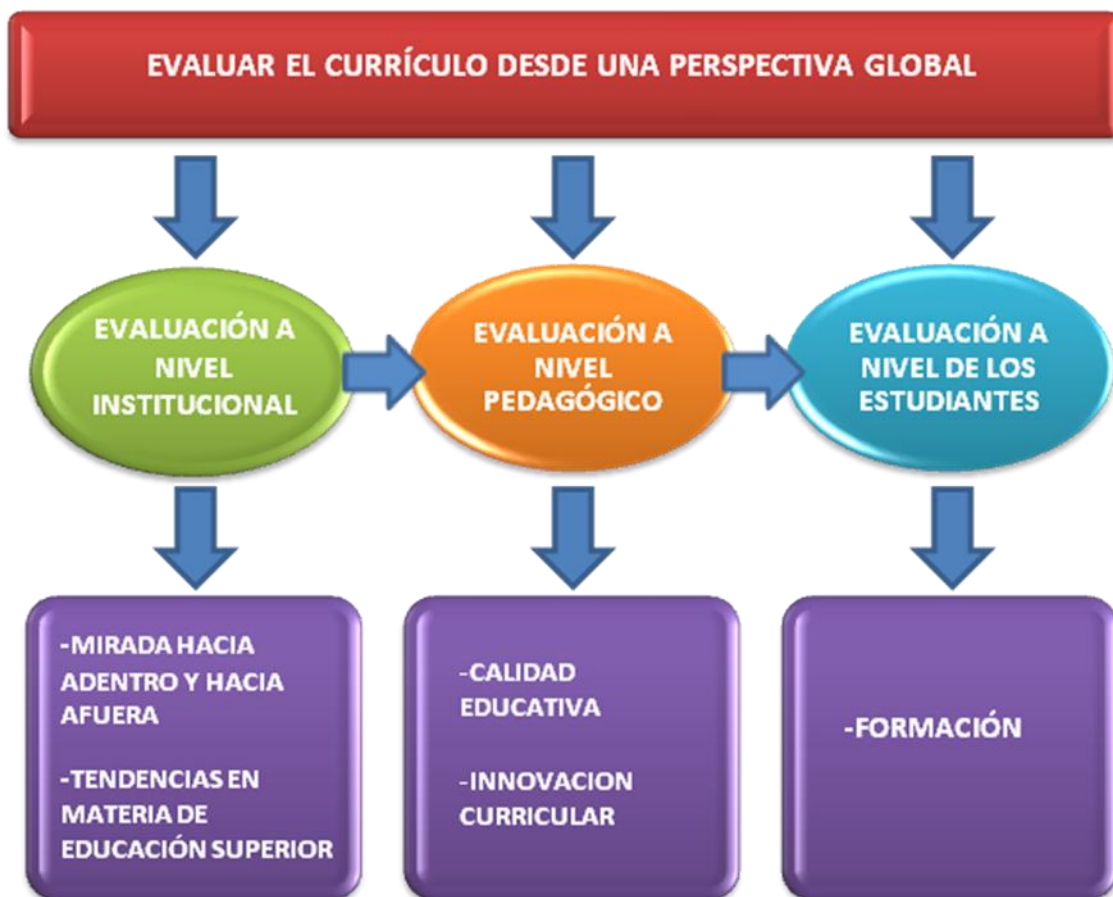 EVALUAR EL CURRÍCULO DESDE UNA PERSPECTIVA GLOBAL
EVALUACIÓN A
NIVEL
INSTITUCIONAL
EVALUACIÓN A
NIVEL
PEDAGÓGICO
EVALUACIÓN A
NIVEL DE LOS
ESTUDIANTES
-MIRADA HACIA
ADENTRO Y HACIA
AFUERA
-TENDENCIAS EN
MATERIA DE
EDUCACIÓN SUPERIOR
-CALIDAD
EDUCATIVA
-INNOVACION
CURRICULAR
-FORMACIÓN